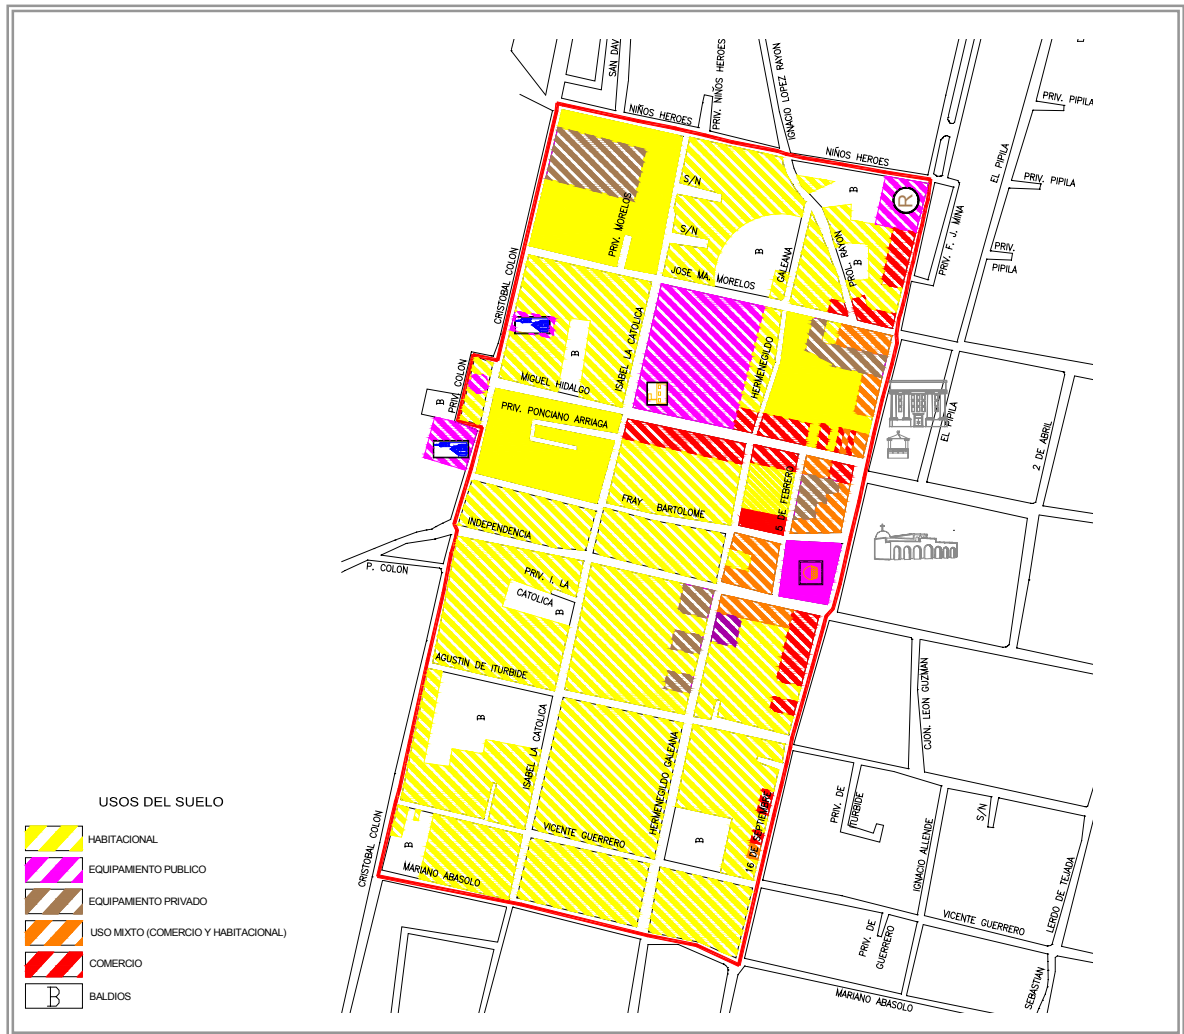 SAN DAV
PRIV. NIÑOS HEROES
IGNACIO LOPEZ RAYON
NIÑOS HEROES
NIÑOS HEROES
PRIV. PIPILA
EL PIPILA
PRIV. PIPILA
PRIV. F. J. MINA
PRIV.
PIPILA
R
S/N
B
PRIV. MORELOS
S/N
B
GALEANA
PROL. RAYON
B
CRISTOBAL COLON
JOSE MA. MORELOS
ISABEL LA CATOLICA
HERMENEGILDO
B
MIGUEL HIDALGO
PRIV. COLON
B
PRIV. PONCIANO ARRIAGA
EL PIPILA
2 DE ABRIL
FRAY BARTOLOME
5 DE FEBRERO
INDEPENDENCIA
P. COLON
PRIV. I. LA
CATOLICA
B
AGUSTIN DE ITURBIDE
CJON. LEON GUZMAN
B
ISABEL LA CATOLICA
HERMENEGILDO GALEANA
PRIV. DE
ITURBIDE
S/N
IGNACIO ALLENDE
16 DE SEPTIEMBRE
VICENTE GUERRERO
B
B
CRISTOBAL COLON
MARIANO ABASOLO
LERDO DE TEJADA
VICENTE GUERRERO
PRIV. DE
GUERRERO
SEBASTIAN
MARIANO ABASOLO
USOS DEL SUELO
HABITACIONAL
EQUIPAMIENTO PUBLICO
EQUIPAMIENTO PRIVADO
USO MIXTO (COMERCIO Y HABITACIONAL)
COMERCIO
B BALDIOS